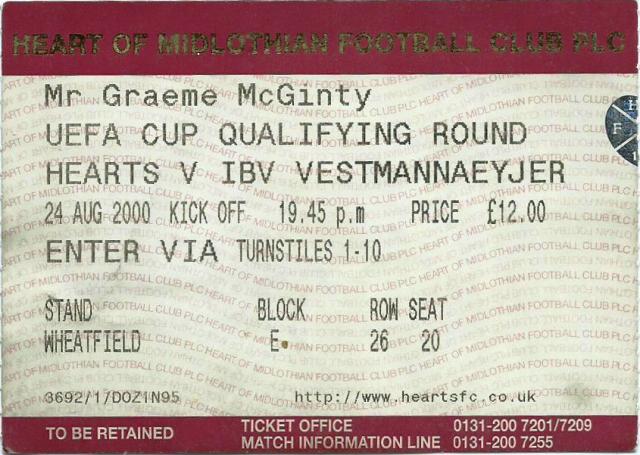 HEART OF MIDLOTHIAN FOOTBALL CLUB PLC
Mr Graeme McGinty
UEFA CUP QUALIFYING ROUND
HEARTS V IBV VESTMANNAEYJER
24 AUG 2000 KICK OFF 19.45 p.m PRICE £12.00
ENTER VIA TURNSTILES 1-10
STAND BLOCK ROW SEAT
WHEATFIELD E 26 20
3692/1/DOZIN95 http://www.heartsfc.co.uk
TO BE RETAINED TICKET OFFICE 0131-200 7201/7209
MATCH INFORMATION LINE 0131-200 7255